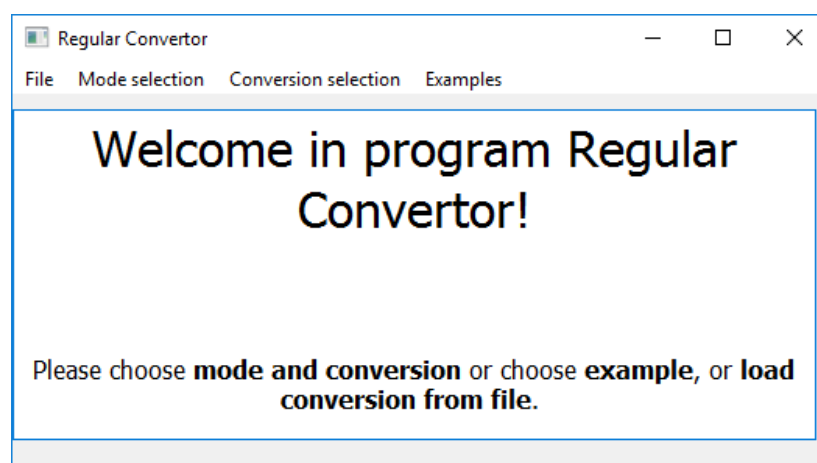 Regular Convertor
File Mode selection Conversion selection Examples
Welcome in program Regular
Convertor!
Please choose mode and conversion or choose example, or load
conversion from file.